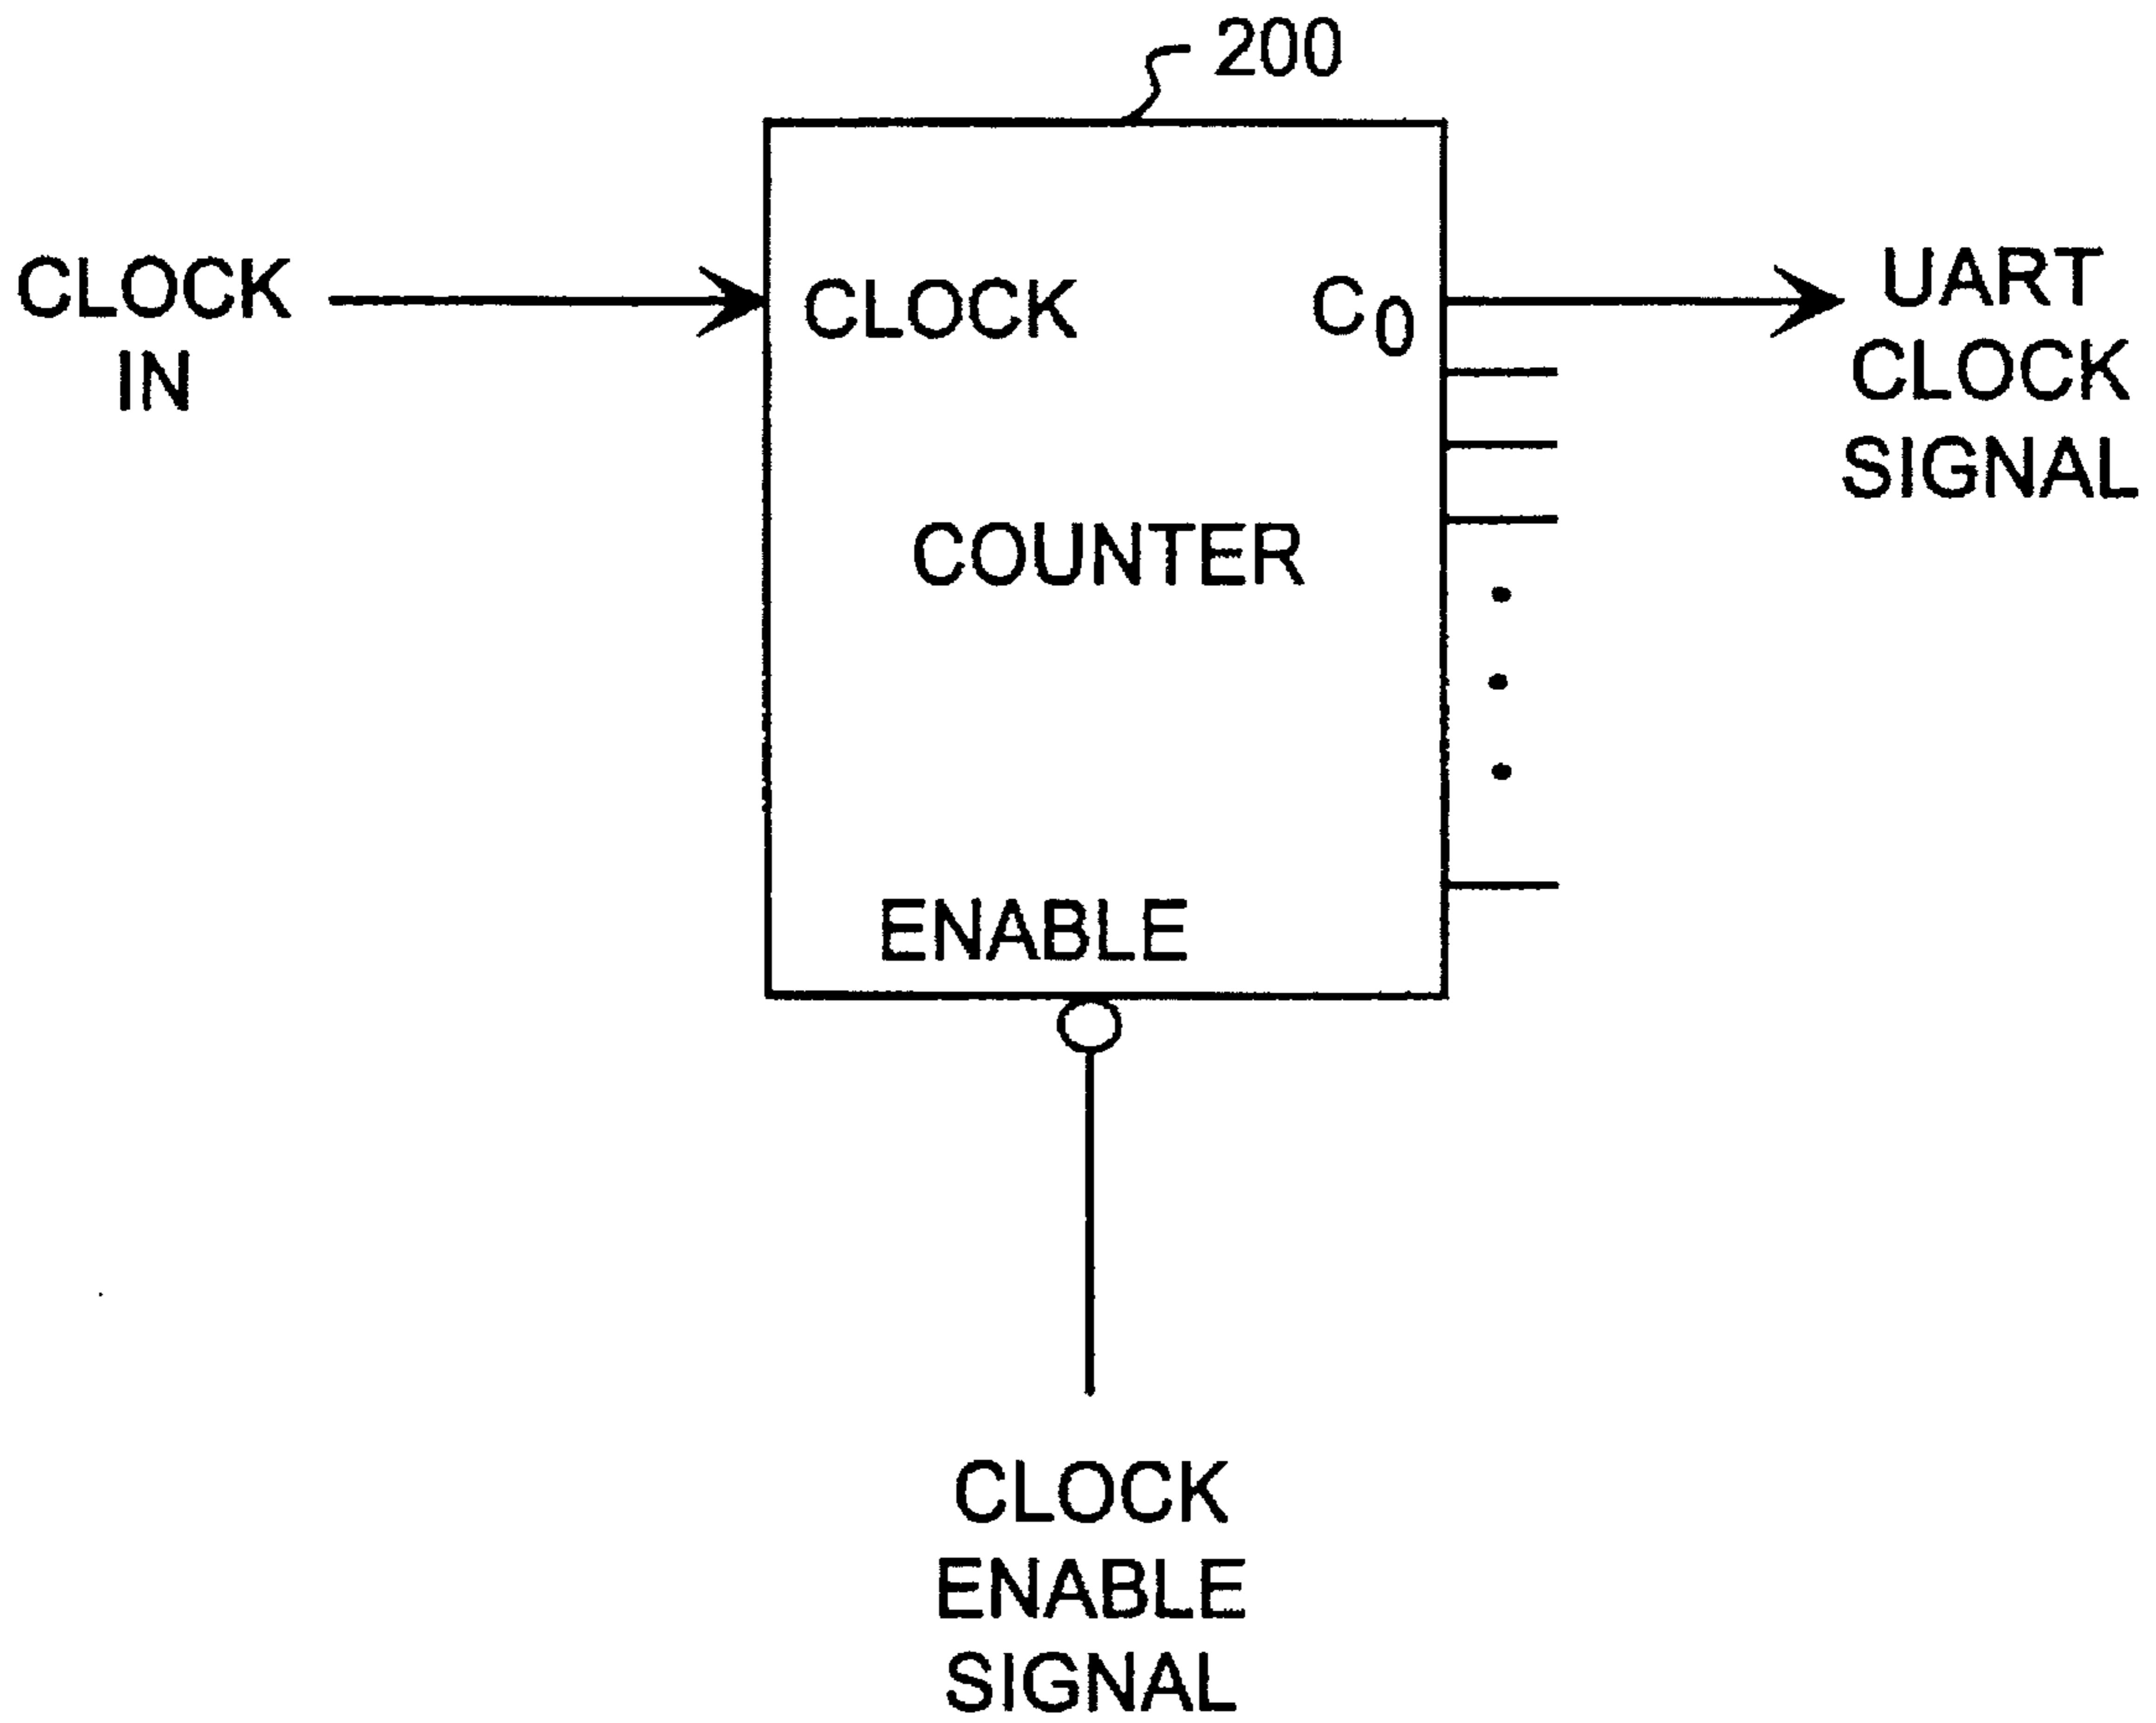 200
CLOCK
IN
CLOCK
C0
UART
CLOCK
SIGNAL
COUNTER
ENABLE
CLOCK
ENABLE
SIGNAL